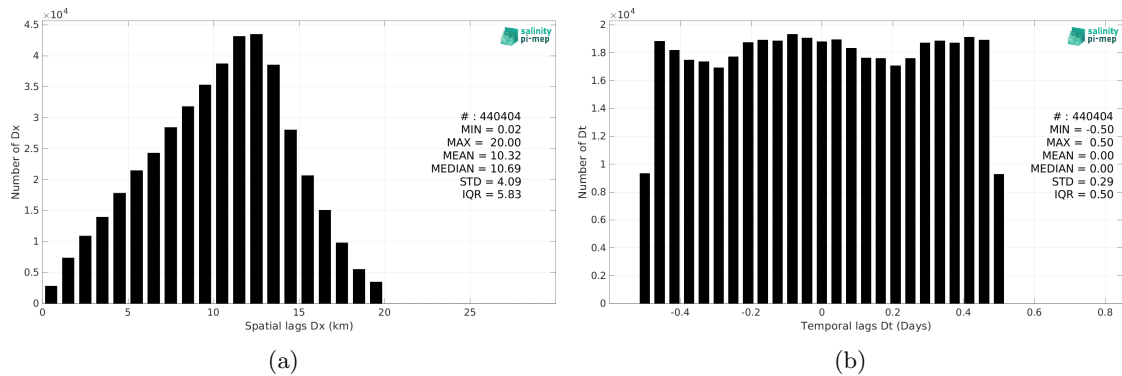 ×10⁴
4.5
4
3.5
3
2.5
2
1.5
1
0.5
0
Number of Dx
0 5 10 15 20 25
Spatial lags Dx (km)
salinity
pi-mep
# : 440404
MIN = 0.02
MAX = 20.00
MEAN = 10.32
MEDIAN = 10.69
STD = 4.09
IQR = 5.83
(a)
×10⁴
2
1.8
1.6
1.4
1.2
1
0.8
0.6
0.4
0.2
0
Number of Dt
-0.4 -0.2 0 0.2 0.4 0.6 0.8
Temporal lags Dt (Days)
salinity
pi-mep
# : 440404
MIN = -0.50
MAX = 0.50
MEAN = 0.00
MEDIAN = 0.00
STD = 0.29
IQR = 0.50
(b)